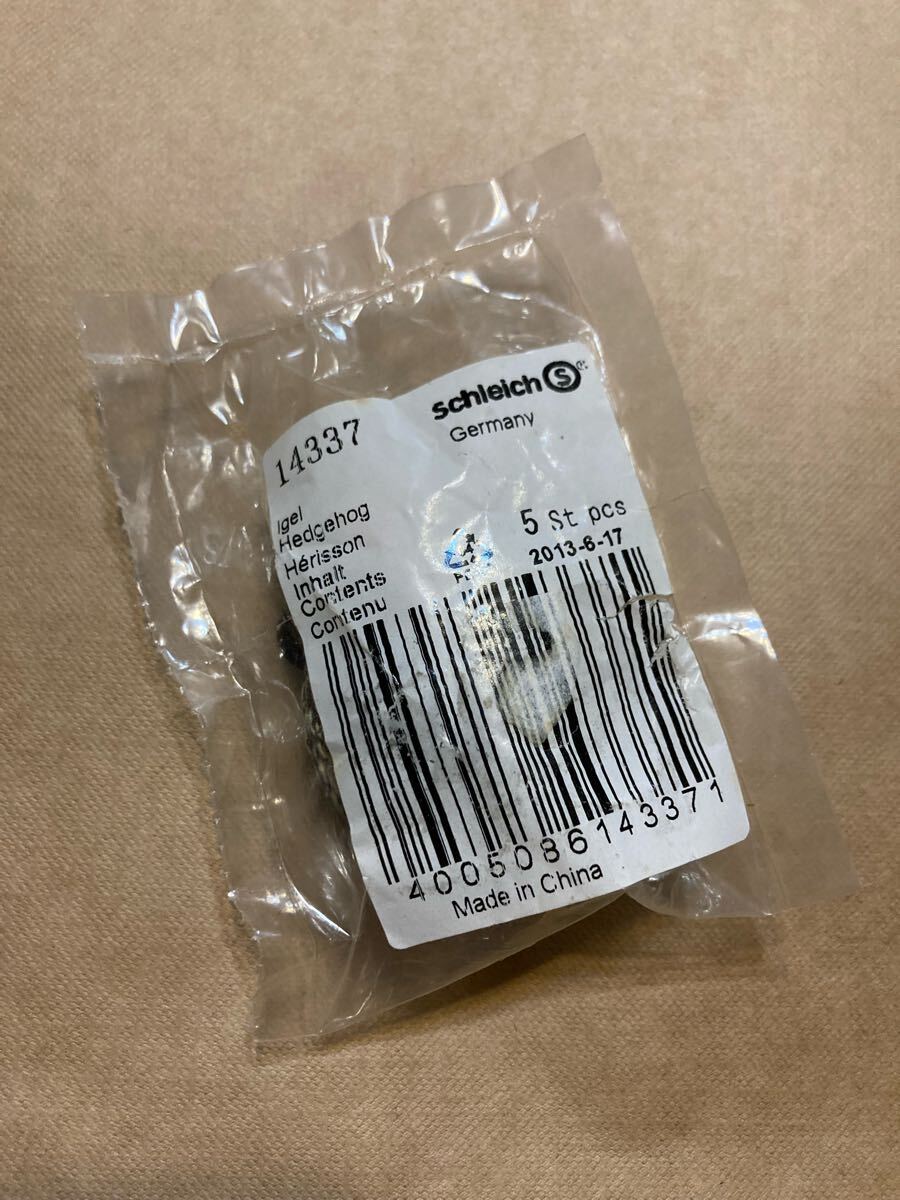 14337
schleich S ®
Germany
Igel
Hedgehog
Hérisson
Inhalt
Contents
Contenu
5 St pcs
2013-6-17
4005086143371
Made in China